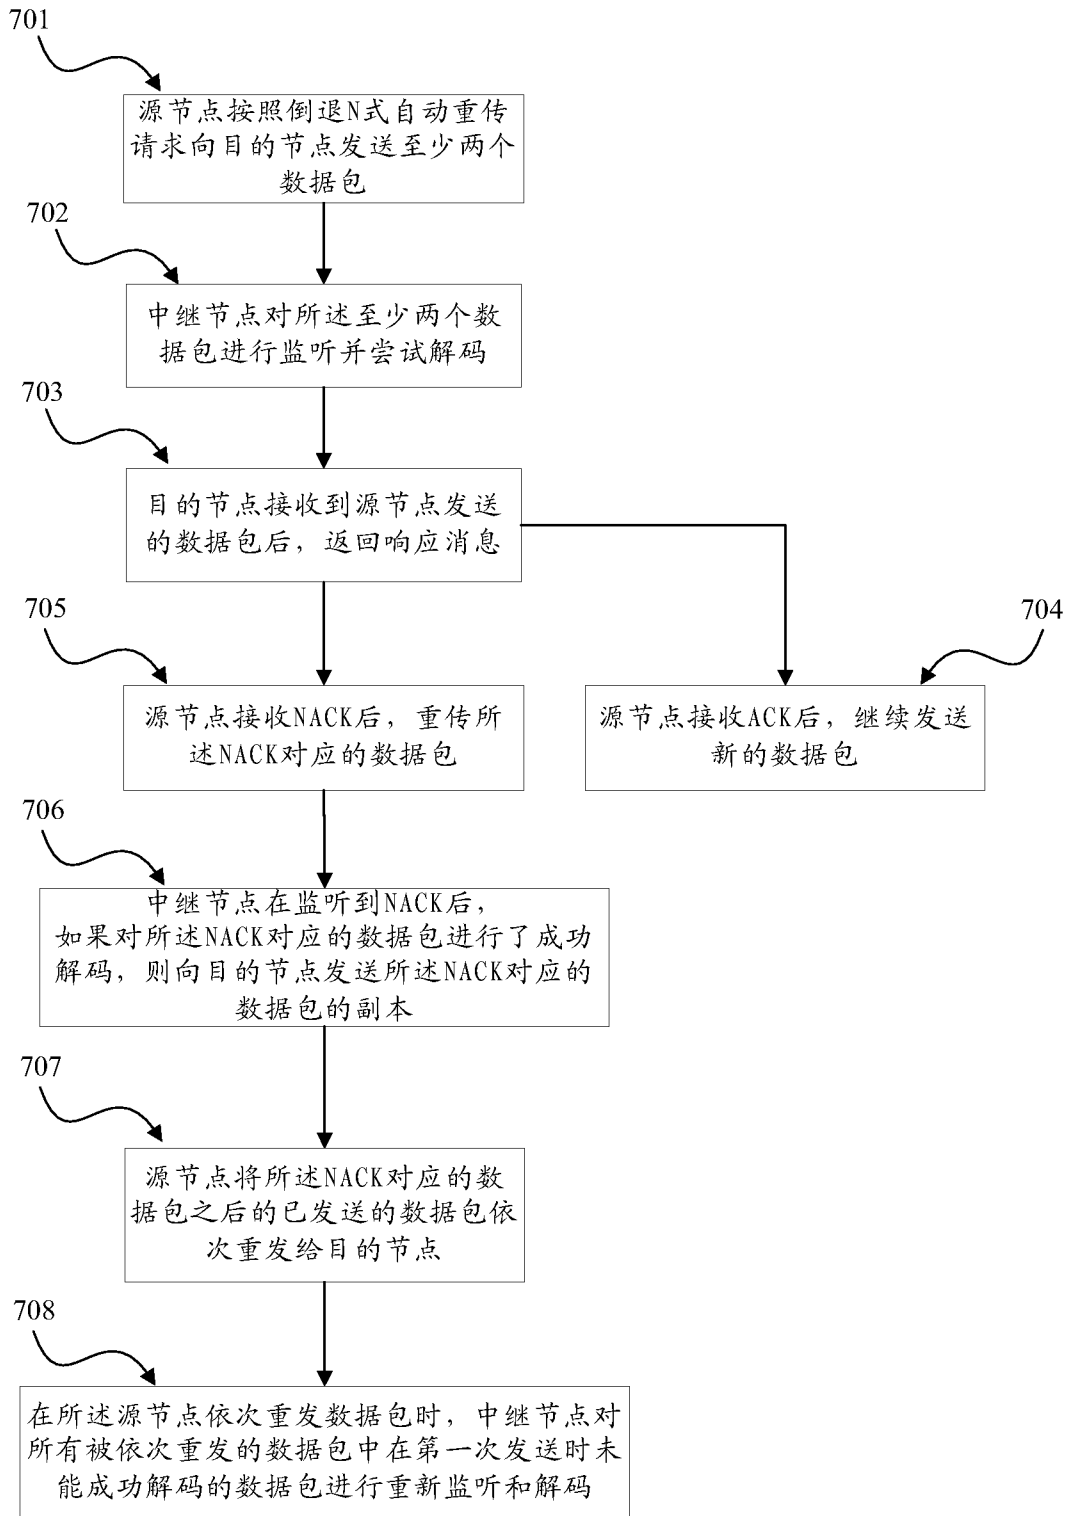 701
源节点按照倒退N式自动重传
请求向目的节点发送至少两个
数据包
702
中继节点对所述至少两个数
据包进行监听并尝试解码
703
目的节点接收到源节点发送
的数据包后，返回响应消息
705
源节点接收NACK后，重传所
述NACK对应的数据包
704
源节点接收ACK后，继续发送
新的数据包
706
中继节点在监听到NACK后，
如果对所述NACK对应的数据包进行了成功
解码，则向目的节点发送所述NACK对应的
数据包的副本
707
源节点将所述NACK对应的数
据包之后的已发送的数据包依
次重发给目的节点
708
在所述源节点依次重发数据包时，中继节点对
所有被依次重发的数据包中在第一次发送时未
能成功解码的数据包进行重新监听和解码